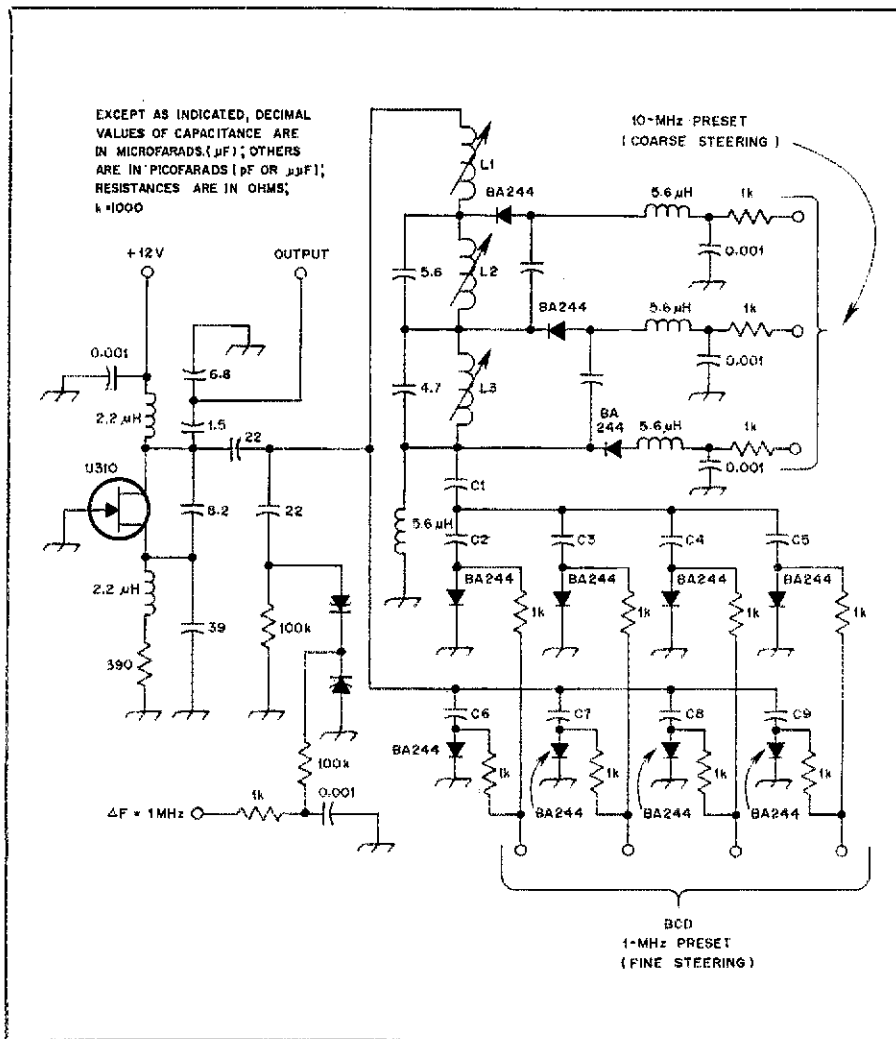 EXCEPT AS INDICATED, DECIMAL
VALUES OF CAPACITANCE ARE
IN MICROFARADS (µF); OTHERS
ARE IN PICOFARADS (pF OR µµF);
RESISTANCES ARE IN OHMS;
k=1000
10-MHz PRESET
(COARSE STEERING)
+12V
OUTPUT
L1
BA244
5.6 µH
1k
0.001
5.6
L2
BA244
5.6 µH
1k
0.001
0.001
6.8
2.2 µH
1.5
22
4.7
L3
BA
244
5.6 µH
1k
0.001
U310
8.2
22
C1
5.6 µH
C2
C3
C4
C5
BA244
BA244
BA244
BA244
1k
1k
1k
1k
2.2 µH
39
100k
390
C6
C7
C8
C9
BA244
1k
1k
1k
1k
100k
1k
0.001
ΔF = 1MHz
BA244
BA244
BA244
BCD
1-MHz PRESET
(FINE STEERING)